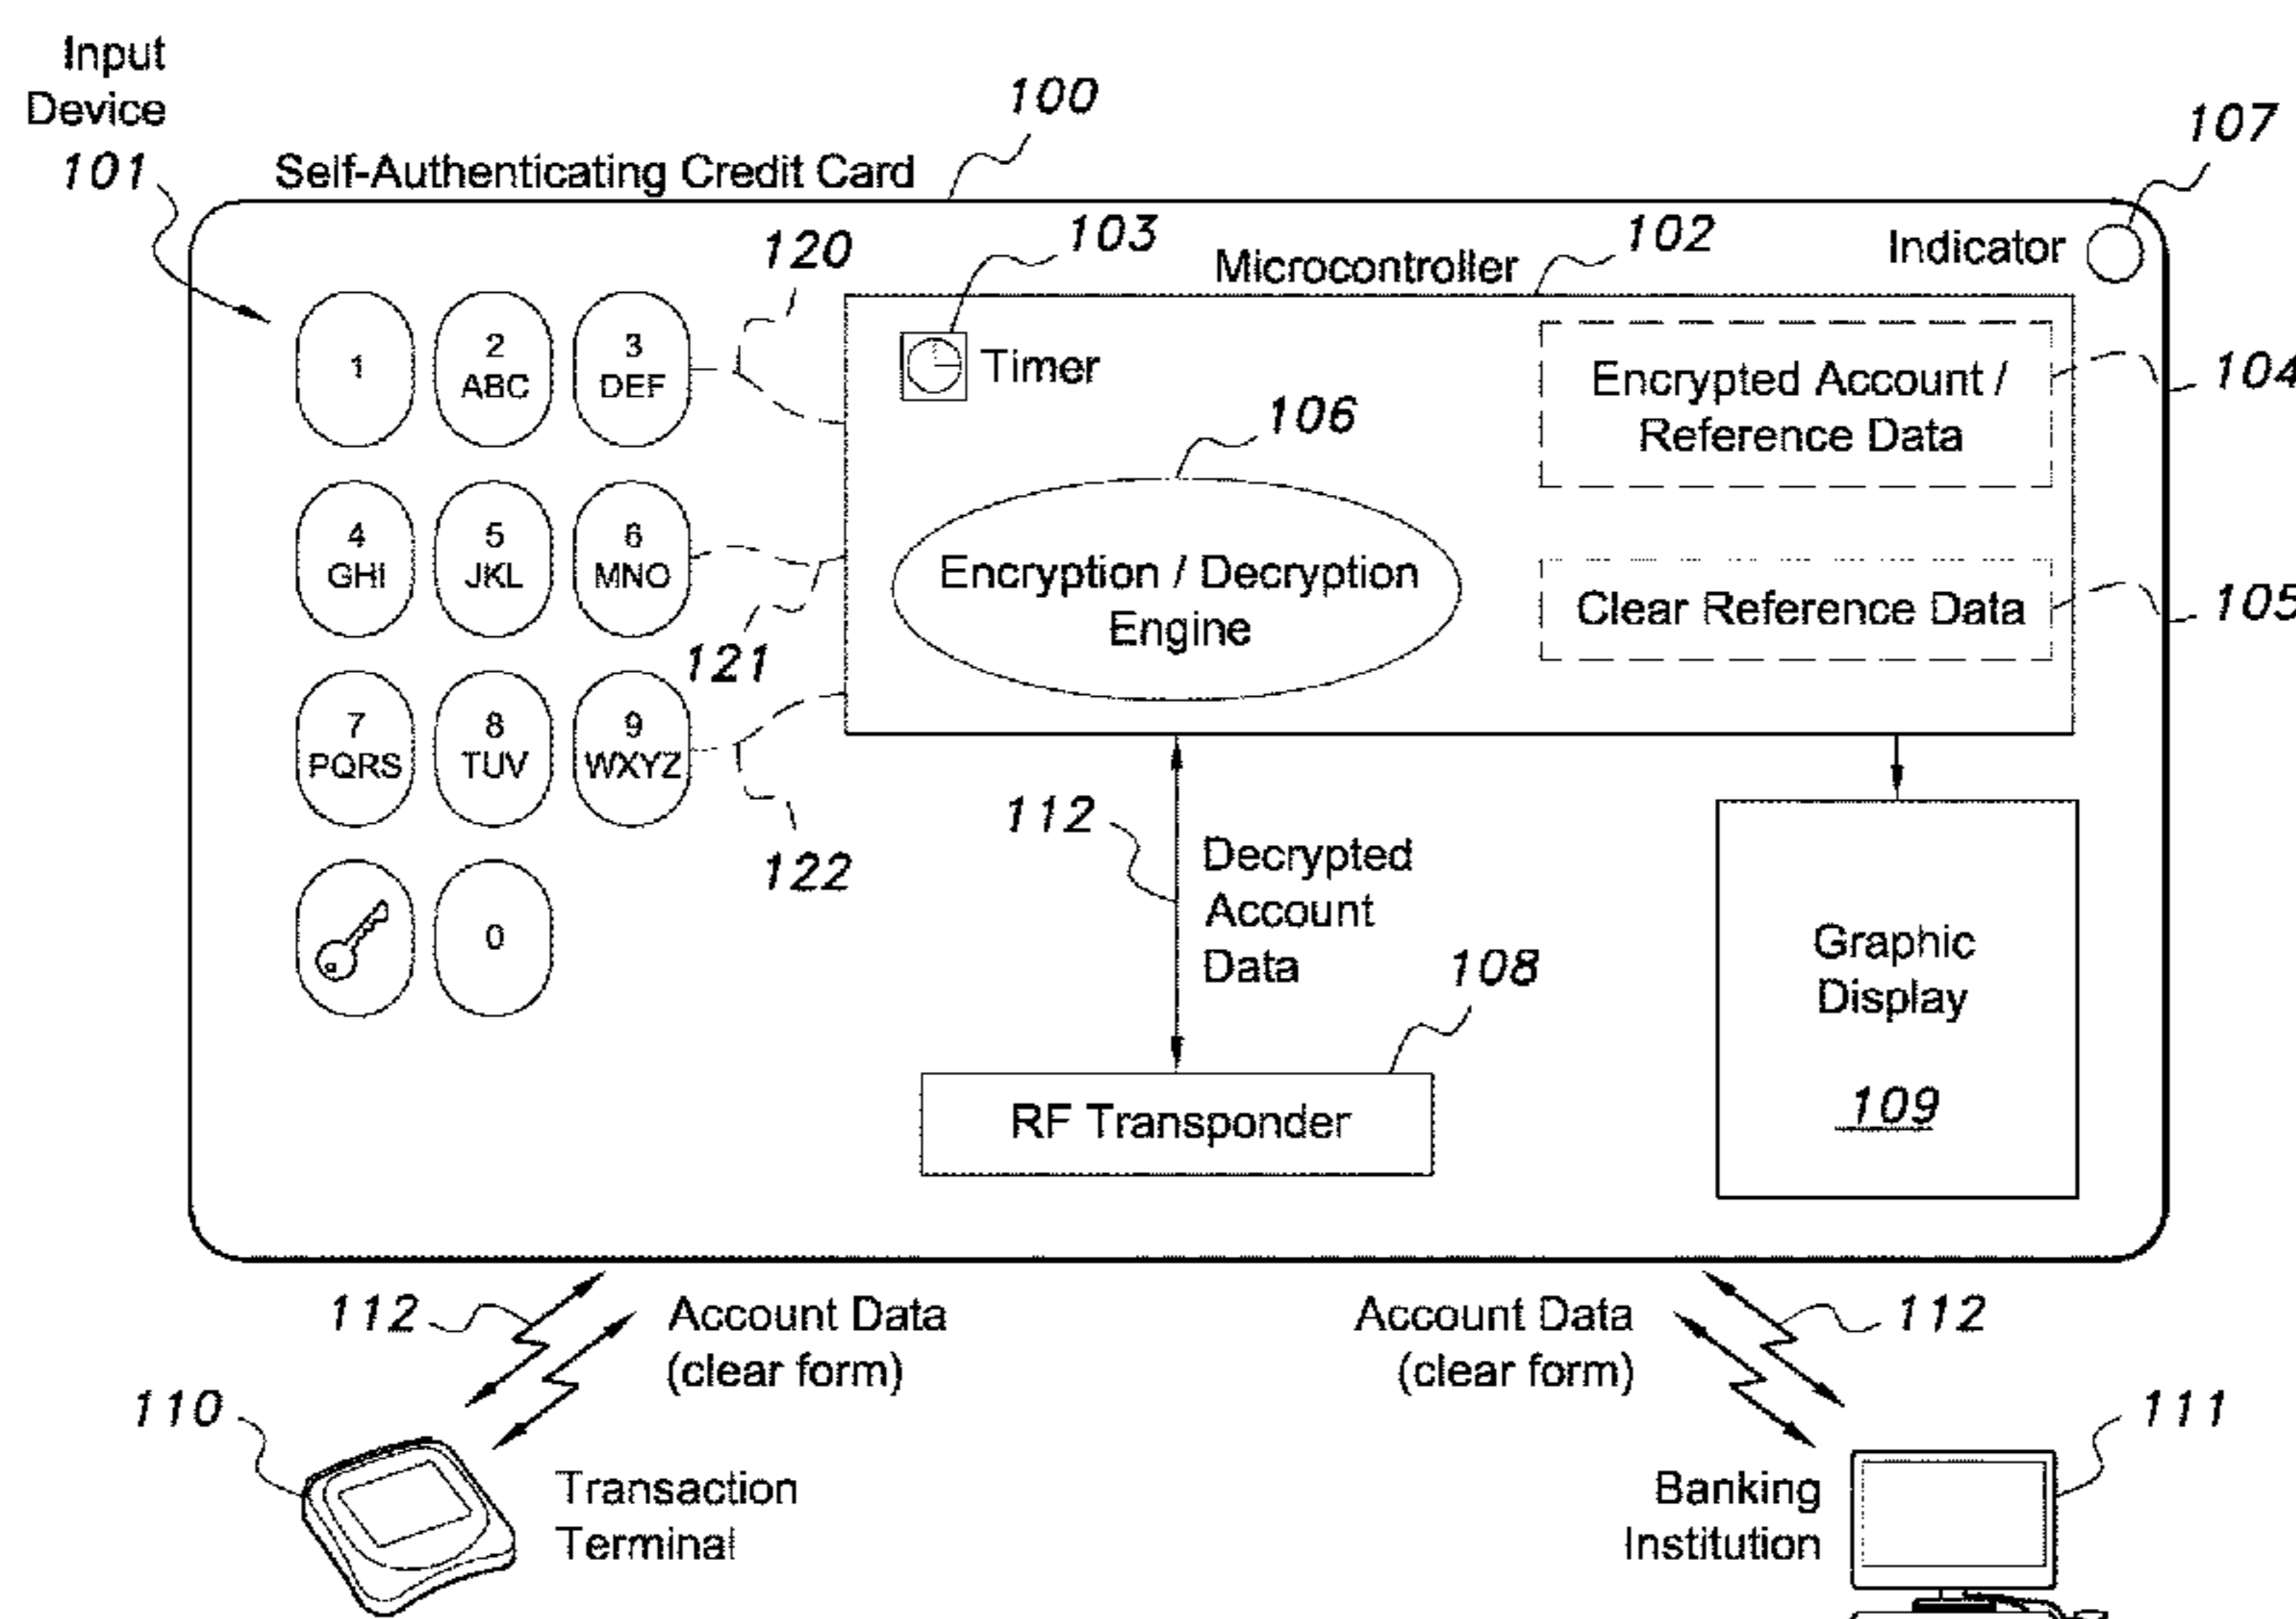 Input
Device
101
Self-Authenticating Credit Card
100
107
120
103
Microcontroller
102
Indicator
1
2
ABC
3
DEF
Timer
Encrypted Account /
Reference Data
104
106
4
GHI
5
JKL
6
MNO
Encryption / Decryption
Engine
Clear Reference Data
105
121
7
PQRS
8
TUV
9
WXYZ
122
112
Decrypted
Account
Data
0
108
Graphic
Display
109
RF Transponder
112
Account Data
(clear form)
Account Data
(clear form)
112
110
Transaction
Terminal
Banking
Institution
111